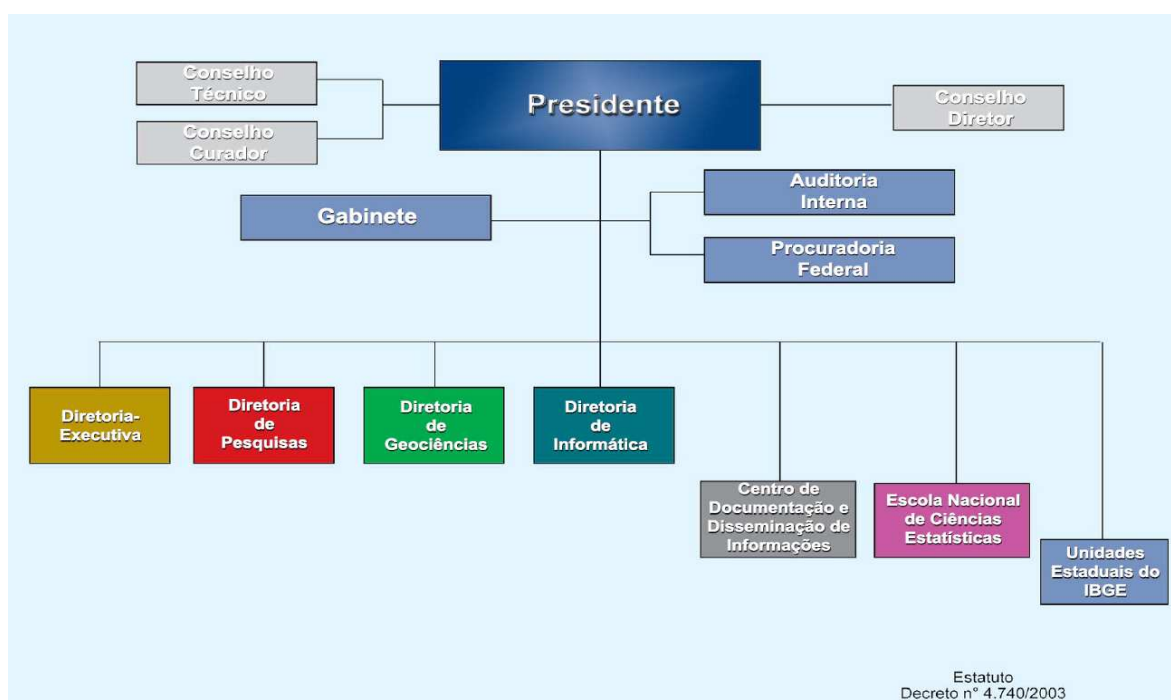 Conselho
Técnico
Presidente
Conselho
Diretor
Conselho
Curador
Auditoria
Interna
Gabinete
Procuradoria
Federal
Diretoria-
Executiva
Diretoria
de
Pesquisas
Diretoria
de
Geociências
Diretoria
de
Informática
Centro de
Documentação e
Disseminação de
Informações
Escola Nacional
de Ciências
Estatísticas
Unidades
Estaduais do
IBGE
Estatuto
Decreto n° 4.740/2003